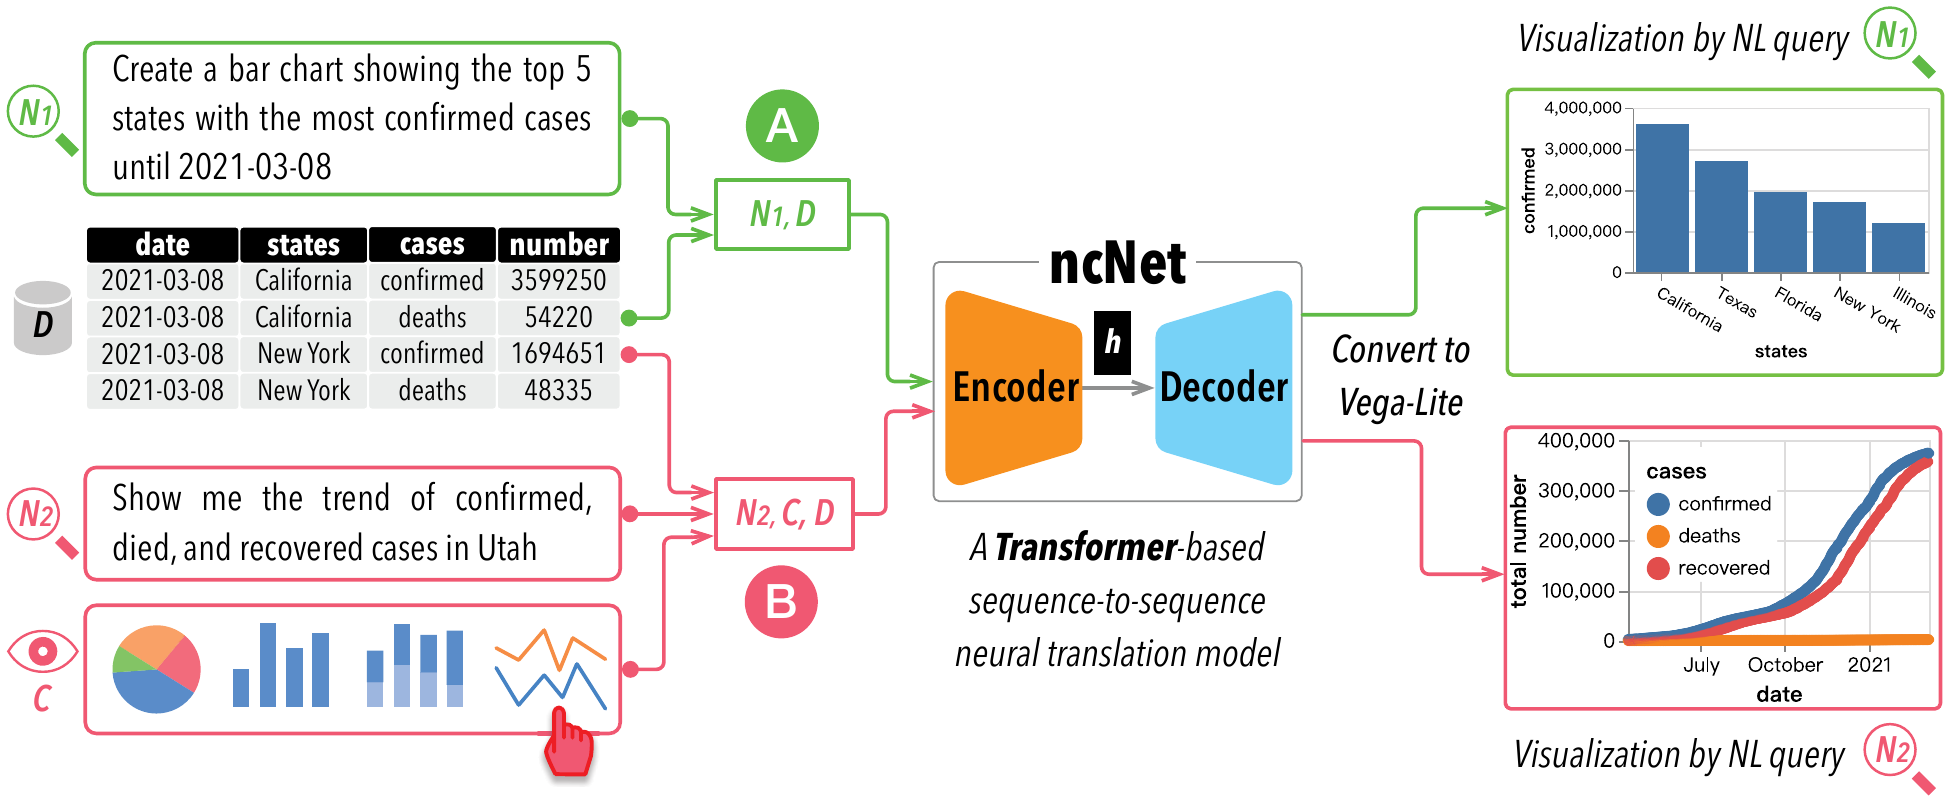 N1
Create a bar chart showing the top 5
states with the most confirmed cases
until 2021-03-08
D
date states cases number
2021-03-08 California confirmed 3599250
2021-03-08 California deaths 54220
2021-03-08 New York confirmed 1694651
2021-03-08 New York deaths 48335
N2
Show me the trend of confirmed,
died, and recovered cases in Utah
C
A
N1, D
N2, C, D
B
ncNet
Encoder
h
Decoder
A Transformer-based
sequence-to-sequence
neural translation model
Convert to
Vega-Lite
Visualization by NL query N1
4,000,000
3,000,000
2,000,000
1,000,000
0
confirmed
California
Texas
Florida
New York
Illinois
states
400,000
300,000
200,000
100,000
0
total number
cases
confirmed
deaths
recovered
July October 2021
date
Visualization by NL query N2